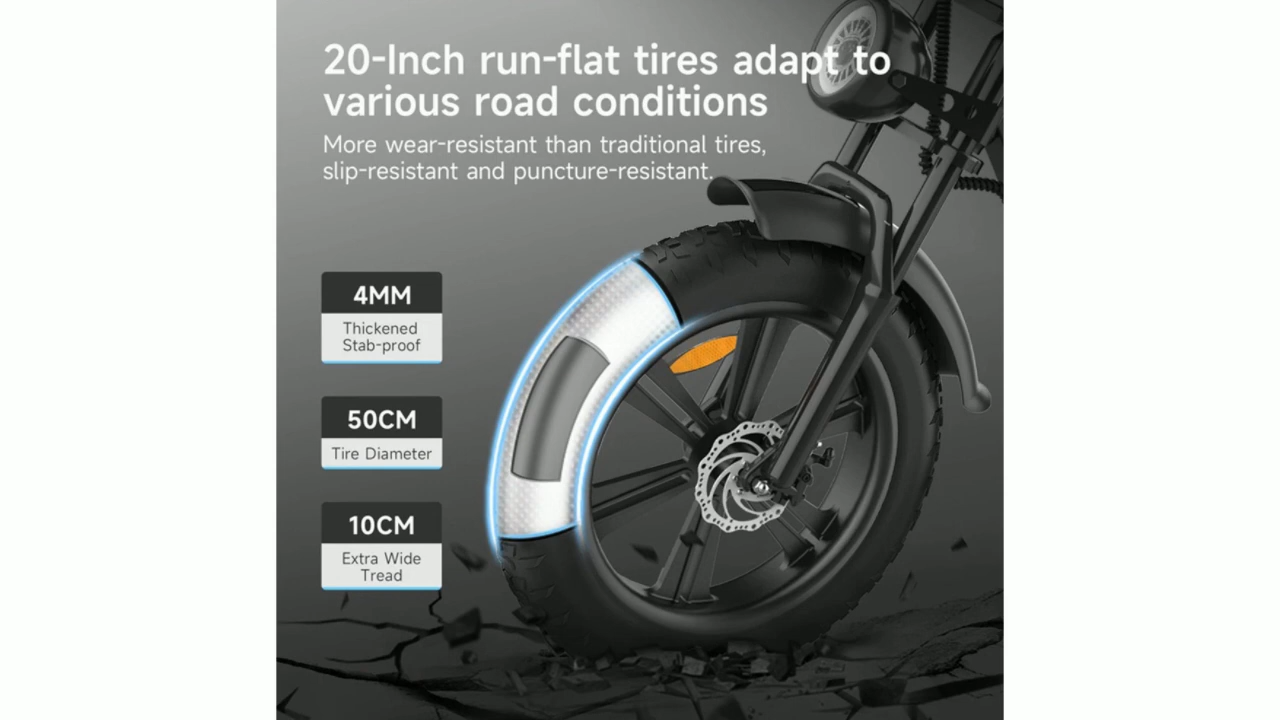 20-Inch run-flat tires adapt to
various road conditions
More wear-resistant than traditional tires,
slip-resistant and puncture-resistant.
4MM
Thickened
Stab-proof
50CM
Tire Diameter
10CM
Extra Wide
Tread